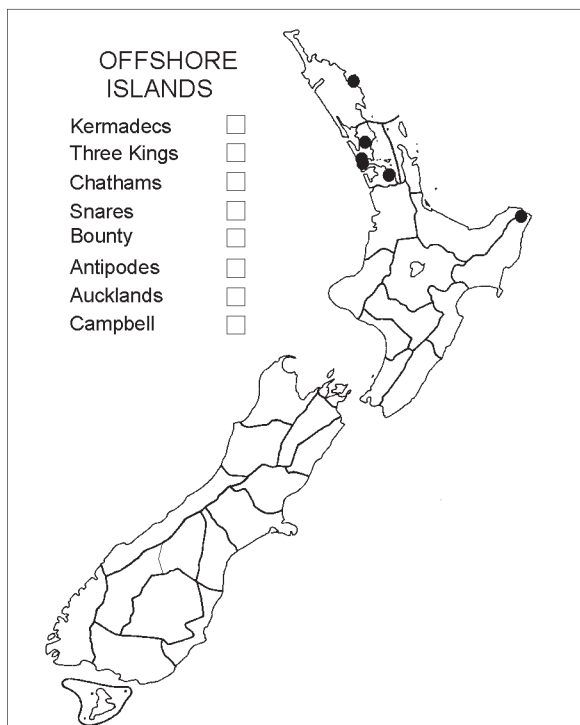 OFFSHORE
ISLANDS
Kermadecs
Three Kings
Chathams
Snares
Bounty
Antipodes
Aucklands
Campbell